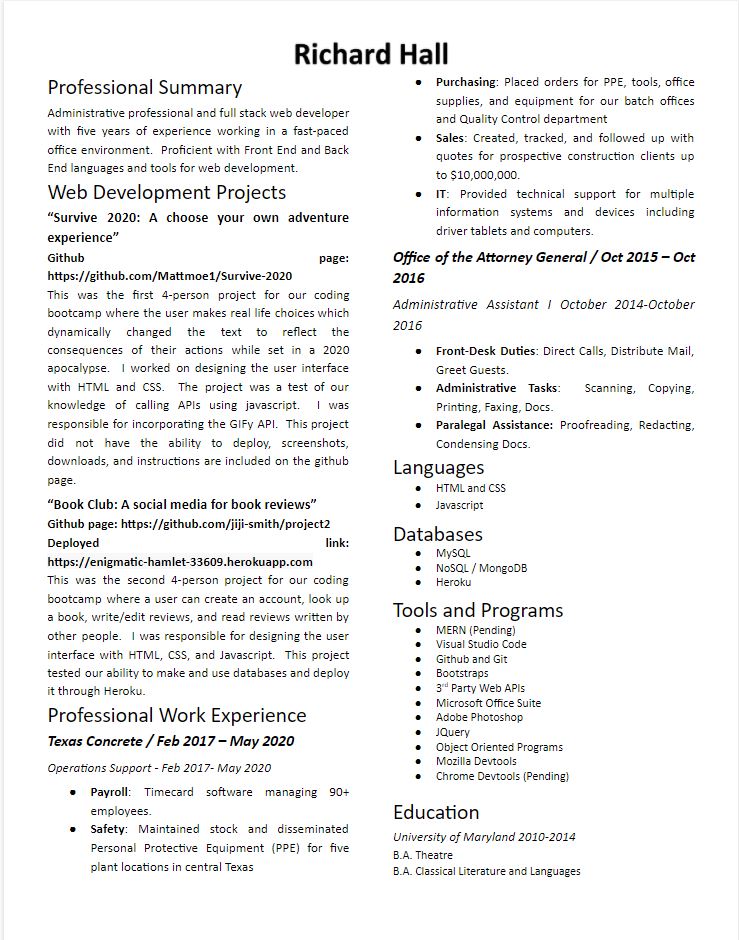 Richard Hall
Professional Summary
Administrative professional and full stack web developer
with five years of experience working in a fast-paced
office environment.  Proficient with Front End and Back
End languages and tools for web development.
Web Development Projects
“Survive 2020: A choose your own adventure
experience”
Github page:
https://github.com/Mattmoe1/Survive-2020
This was the first 4-person project for our coding
bootcamp where the user makes real life choices which
dynamically changed the text to reflect the
consequences of their actions while set in a 2020
apocalypse.  I worked on designing the user interface
with HTML and CSS.  The project was a test of our
knowledge of calling APIs using javascript.  I was
responsible for incorporating the GIFy API.  This project
did not have the ability to deploy, screenshots,
downloads, and instructions are included on the github
page.
“Book Club: A social media for book reviews”
Github page: https://github.com/jiji-smith/project2
Deployed link:
https://enigmatic-hamlet-33609.herokuapp.com
This was the second 4-person project for our coding
bootcamp where a user can create an account, look up
a book, write/edit reviews, and read reviews written by
other people.  I was responsible for designing the user
interface with HTML, CSS, and Javascript.  This project
tested our ability to make and use databases and deploy
it through Heroku.
Professional Work Experience
Texas Concrete / Feb 2017 – May 2020
Operations Support - Feb 2017- May 2020
● Payroll: Timecard software managing 90+
employees.
● Safety: Maintained stock and disseminated
Personal Protective Equipment (PPE) for five
plant locations in central Texas
● Purchasing: Placed orders for PPE, tools, office
supplies, and equipment for our batch offices
and Quality Control department
● Sales: Created, tracked, and followed up with
quotes for prospective construction clients up
to $10,000,000.
● IT: Provided technical support for multiple
information systems and devices including
driver tablets and computers.
Office of the Attorney General / Oct 2015 – Oct
2016
Administrative Assistant I October 2014-October
2016
● Front-Desk Duties: Direct Calls, Distribute Mail,
Greet Guests.
● Administrative Tasks:  Scanning, Copying,
Printing, Faxing, Docs.
● Paralegal Assistance: Proofreading, Redacting,
Condensing Docs.
Languages
● HTML and CSS
● Javascript
Databases
● MySQL
● NoSQL / MongoDB
● Heroku
Tools and Programs
● MERN (Pending)
● Visual Studio Code
● Github and Git
● Bootstraps
● 3rd Party Web APIs
● Microsoft Office Suite
● Adobe Photoshop
● JQuery
● Object Oriented Programs
● Mozilla Devtools
● Chrome Devtools (Pending)
Education
University of Maryland 2010-2014
B.A. Theatre
B.A. Classical Literature and Languages